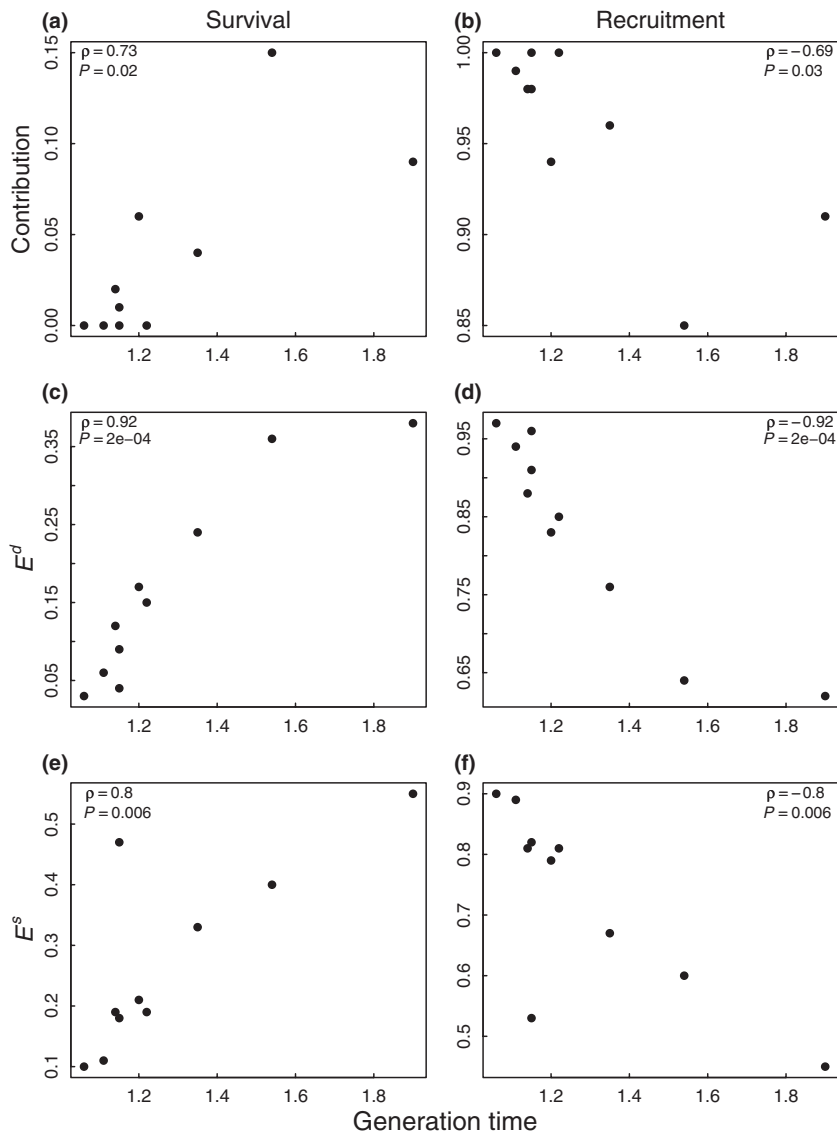 Survival
Recruitment
(a)
ρ = 0.73
P = 0.02
Contribution
0.15
0.10
0.05
0.00
1.2 1.4 1.6 1.8
(b)
ρ = −0.69
P = 0.03
1.00
0.95
0.90
0.85
1.2 1.4 1.6 1.8
(c)
ρ = 0.92
P = 2e−04
E^d
0.35
0.25
0.15
0.05
1.2 1.4 1.6 1.8
(d)
ρ = −0.92
P = 2e−04
0.95
0.85
0.75
0.65
1.2 1.4 1.6 1.8
(e)
ρ = 0.8
P = 0.006
E^s
0.5
0.4
0.3
0.2
0.1
1.2 1.4 1.6 1.8
(f)
ρ = −0.8
P = 0.006
0.9
0.8
0.7
0.6
0.5
1.2 1.4 1.6 1.8
Generation time